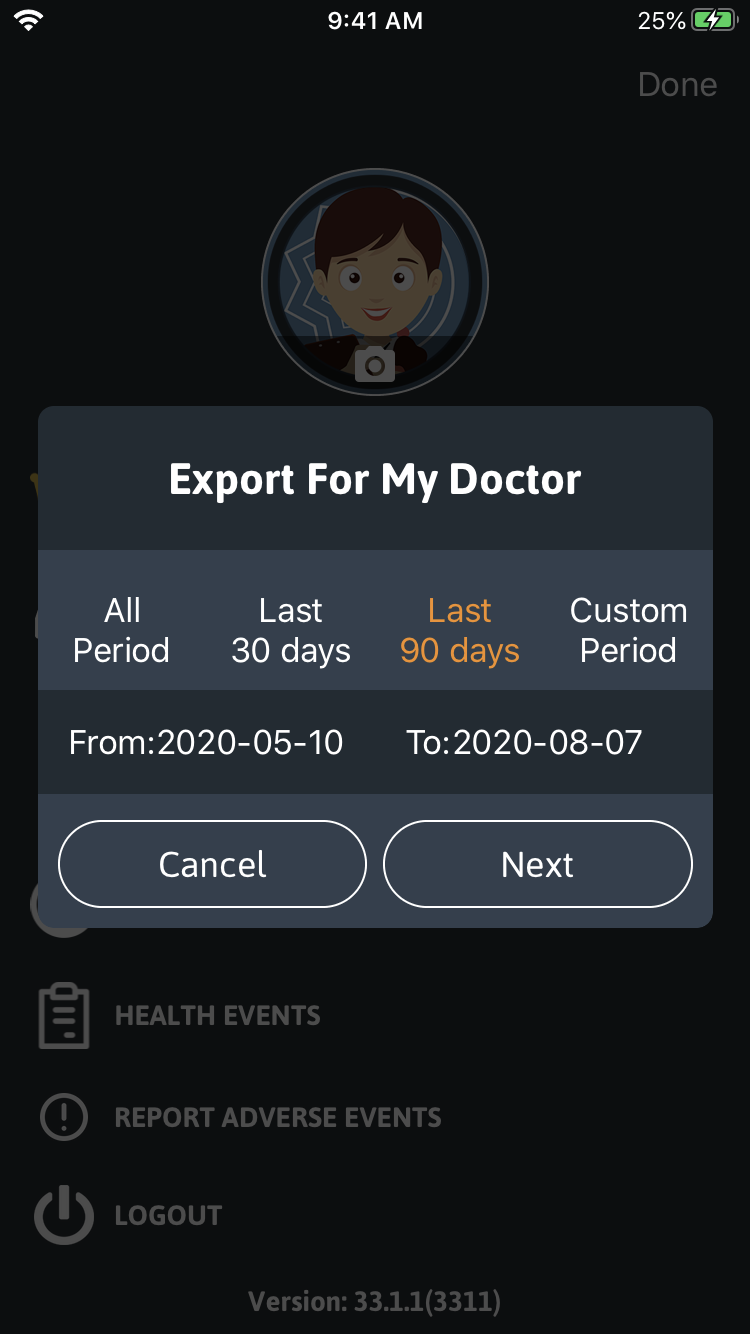 9:41 AM
25%
Done
Export For My Doctor
All Period
Last 30 days
Last 90 days
Custom Period
From:2020-05-10 To:2020-08-07
Cancel Next
HEALTH EVENTS
REPORT ADVERSE EVENTS
LOGOUT
Version: 33.1.1(3311)